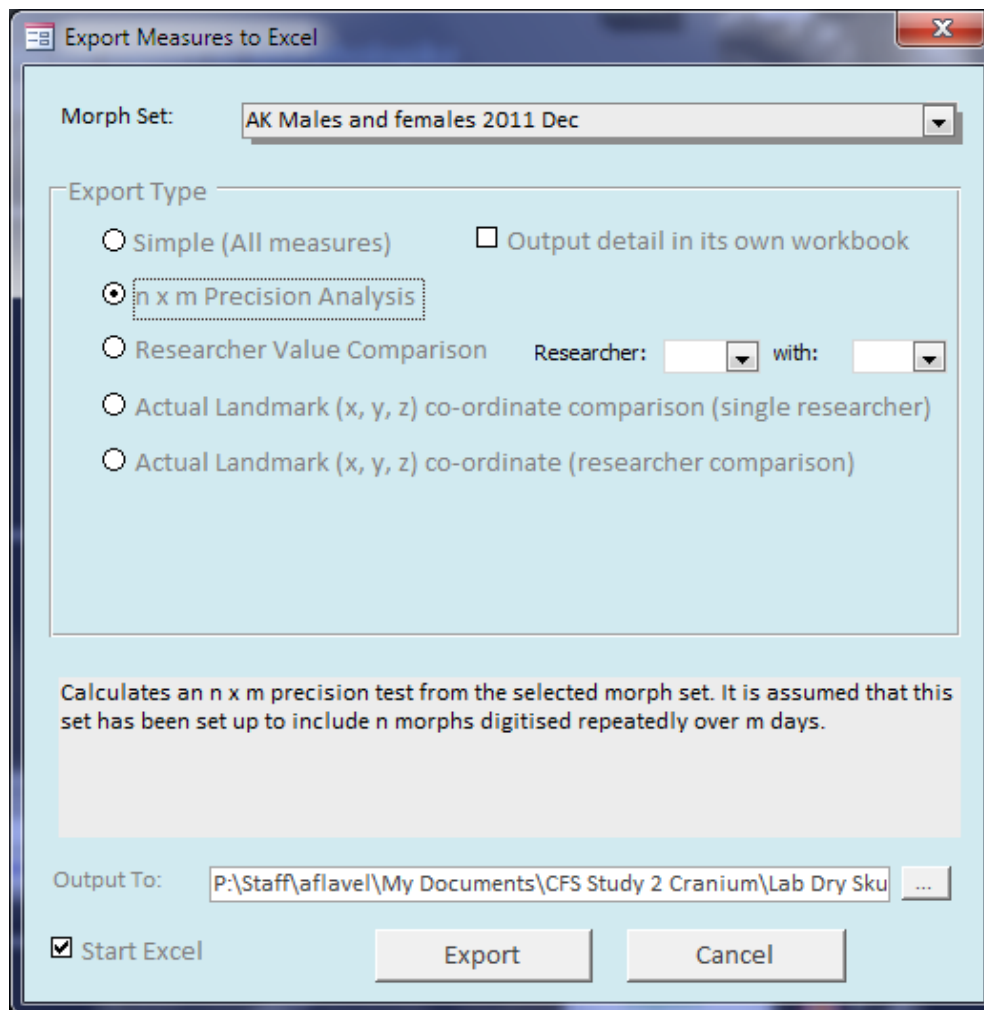 Export Measures to Excel
Morph Set: AK Males and females 2011 Dec
Export Type
Simple (All measures) Output detail in its own workbook
n x m Precision Analysis
Researcher Value Comparison Researcher: with:
Actual Landmark (x, y, z) co-ordinate comparison (single researcher)
Actual Landmark (x, y, z) co-ordinate (researcher comparison)
Calculates an n x m precision test from the selected morph set. It is assumed that this
set has been set up to include n morphs digitised repeatedly over m days.
Output To: P:\Staff\aflavel\My Documents\CFS Study 2 Cranium\Lab Dry Sku ...
Start Excel Export Cancel